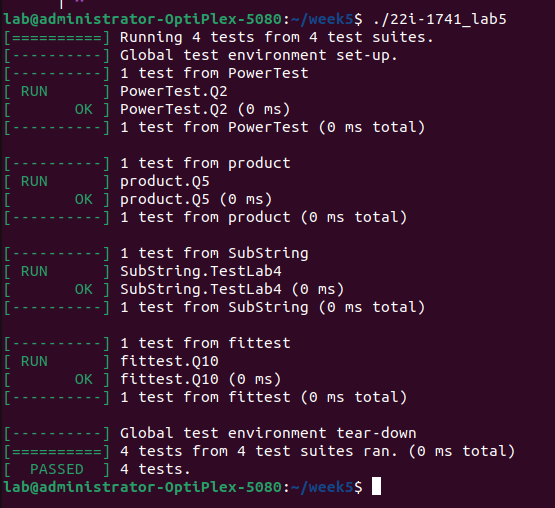 lab@administrator-OptiPlex-5080:~/week5$ ./22i-1741_lab5
[==========] Running 4 tests from 4 test suites.
[----------] Global test environment set-up.
[----------] 1 test from PowerTest
[ RUN      ] PowerTest.Q2
[       OK ] PowerTest.Q2 (0 ms)
[----------] 1 test from PowerTest (0 ms total)

[----------] 1 test from product
[ RUN      ] product.Q5
[       OK ] product.Q5 (0 ms)
[----------] 1 test from product (0 ms total)

[----------] 1 test from SubString
[ RUN      ] SubString.TestLab4
[       OK ] SubString.TestLab4 (0 ms)
[----------] 1 test from SubString (0 ms total)

[----------] 1 test from fittest
[ RUN      ] fittest.Q10
[       OK ] fittest.Q10 (0 ms)
[----------] 1 test from fittest (0 ms total)

[----------] Global test environment tear-down
[==========] 4 tests from 4 test suites ran. (0 ms total)
[  PASSED  ] 4 tests.
lab@administrator-OptiPlex-5080:~/week5$